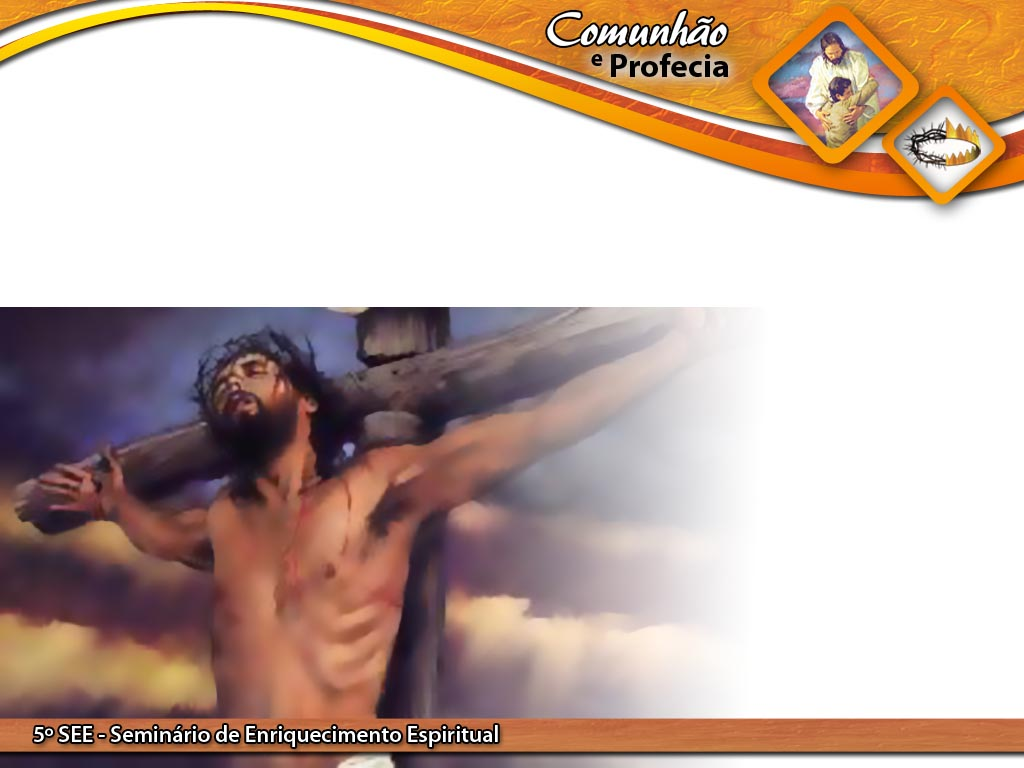 Comunhão
e Profecia
5º SEE - Seminário de Enriquecimento Espiritual